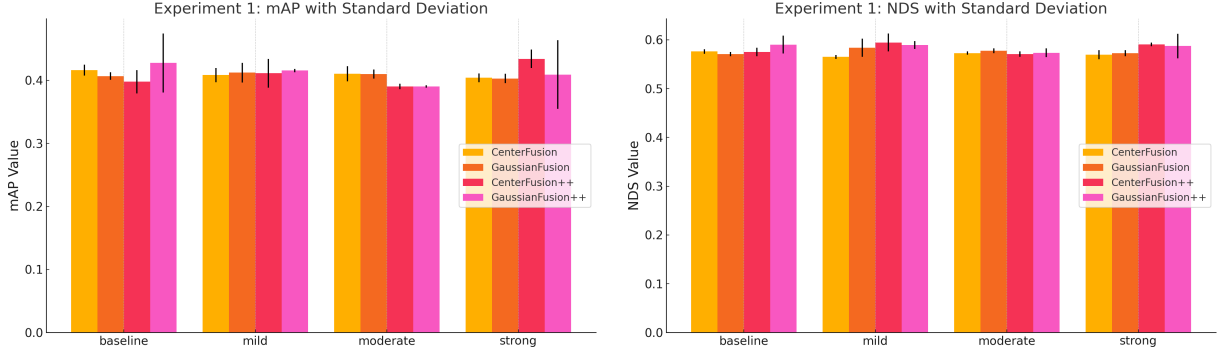 Experiment 1: mAP with Standard Deviation
mAP Value
0.4
0.3
0.2
0.1
0.0
baseline
mild
moderate
strong
CenterFusion
GaussianFusion
CenterFusion++
GaussianFusion++
Experiment 1: NDS with Standard Deviation
NDS Value
0.6
0.5
0.4
0.3
0.2
0.1
0.0
baseline
mild
moderate
strong
CenterFusion
GaussianFusion
CenterFusion++
GaussianFusion++